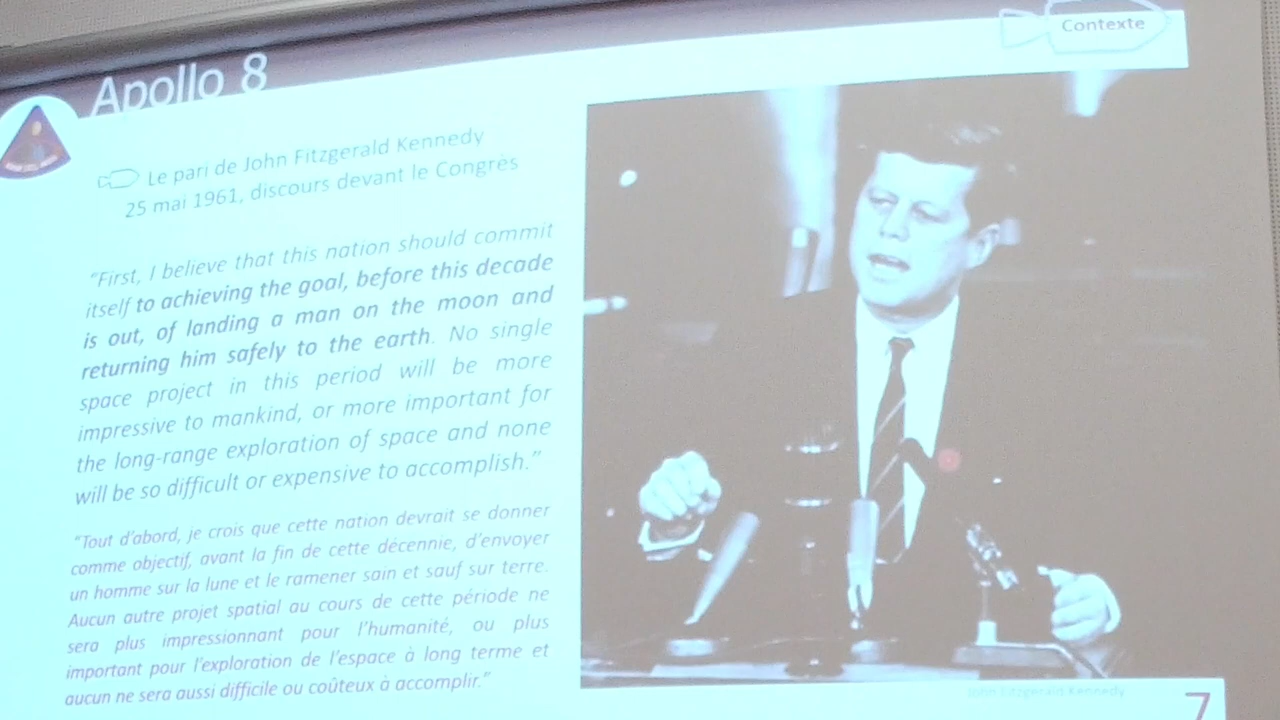 Contexte
Apollo 8
Le pari de John Fitzgerald Kennedy
25 mai 1961, discours devant le Congrès
“First, I believe that this nation should commit
itself to achieving the goal, before this decade
is out, of landing a man on the moon and
returning him safely to the earth. No single
space project in this period will be more
impressive to mankind, or more important for
the long-range exploration of space and none
will be so difficult or expensive to accomplish.”
“Tout d’abord, je crois que cette nation devrait se donner
comme objectif, avant la fin de cette décennie, d’envoyer
un homme sur la lune et le ramener sain et sauf sur terre.
Aucun autre projet spatial au cours de cette période ne
sera plus impressionnant pour l’humanité, ou plus
important pour l’exploration de l’espace à long terme et
aucun ne sera aussi difficile ou coûteux à accomplir.”
John Fitzgerald Kennedy
7